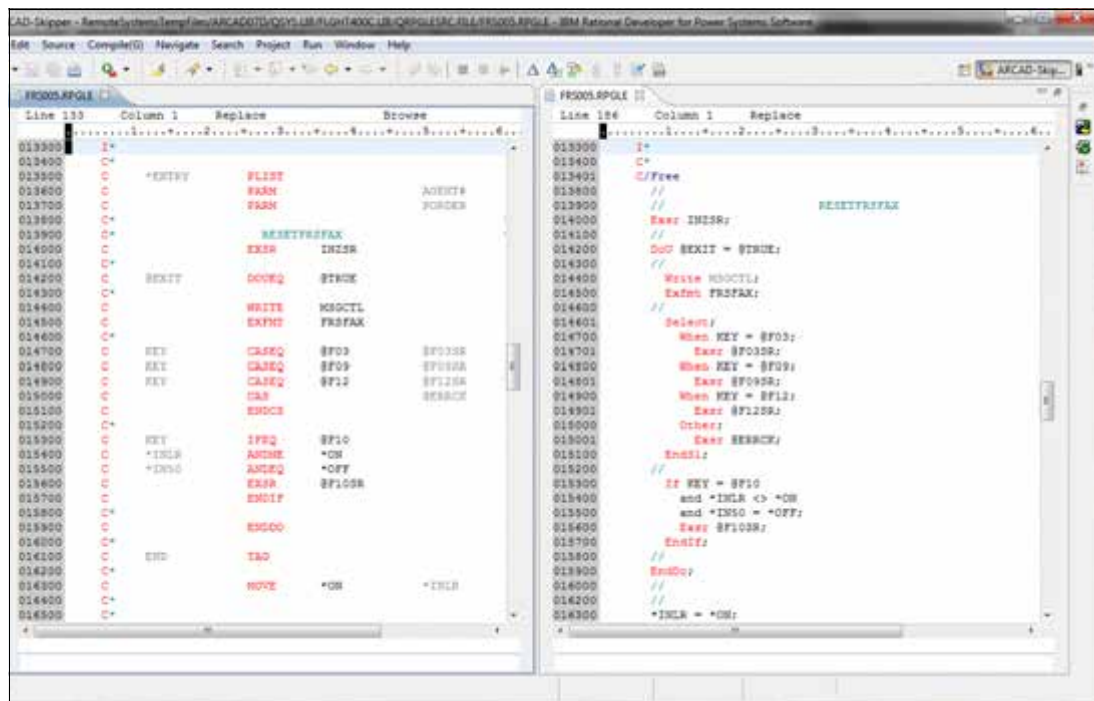 CAD-Skipper - RemoteSystemsTempFiles/ARCAD07D/QSYS.LIB/FLGHT400C.LIB/QRPGLESRC.FILE/FRS005.RPGLE - IBM Rational Developer for Power Systems Software
Edit Source Compile(G) Navigate Search Project Run Window Help
ARCAD-Skip...
FRS005.RPGLE
Line 133 Column 1 Replace Browse
013300 I*
013400 C*
013500 C *ENTRY PLIST
013600 C PARM AGENT#
013700 C PARM FORDER
013800 C*
013900 C* RESETFRSFAX
014000 C EXSR INZSR
014100 C*
014200 C @EXIT DOUEQ @TRUE
014300 C*
014400 C WRITE MSGCTL
014500 C EXFMT FRSFAX
014600 C*
014700 C KEY CASEQ @F03 @F03SR
014800 C KEY CASEQ @F09 @F09SR
014900 C KEY CASEQ @F12 @F12SR
015000 C CAS @ERRCK
015100 C ENDCS
015200 C*
015300 C KEY IFEQ @F10
015400 C *INLR ANDNE *ON
015500 C *IN50 ANDEQ *OFF
015600 C EXSR @F10SR
015700 C ENDIF
015800 C*
015900 C ENDDO
016000 C*
016100 C END TAG
016200 C*
016300 C MOVE *ON *INLR
016400 C*
016500 C*
FRS005.RPGLE
Line 186 Column 1 Replace
013300 I*
013400 C*
013401 C/Free
013800 //
013900 // RESETFRSFAX
014000 Exsr INZSR;
014100 //
014200 DoU @EXIT = @TRUE;
014300 //
014400 Write MSGCTL;
014500 Exfmt FRSFAX;
014600 //
014601 Select;
014700 When KEY = @F03;
014701 Exsr @F03SR;
014800 When KEY = @F09;
014801 Exsr @F09SR;
014900 When KEY = @F12;
014901 Exsr @F12SR;
015000 Other;
015001 Exsr @ERRCK;
015100 EndSl;
015200 //
015300 If KEY = @F10
015400 and *INLR <> *ON
015500 and *IN50 = *OFF;
015600 Exsr @F10SR;
015700 EndIf;
015800 //
015900 EndDo;
016000 //
016200 //
016300 *INLR = *ON;